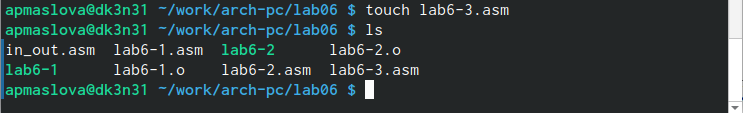 apmaslova@dk3n31 ~/work/arch-pc/lab06 $ touch lab6-3.asm
apmaslova@dk3n31 ~/work/arch-pc/lab06 $ ls
in_out.asm  lab6-1.asm  lab6-2      lab6-2.o
lab6-1      lab6-1.o    lab6-2.asm  lab6-3.asm
apmaslova@dk3n31 ~/work/arch-pc/lab06 $